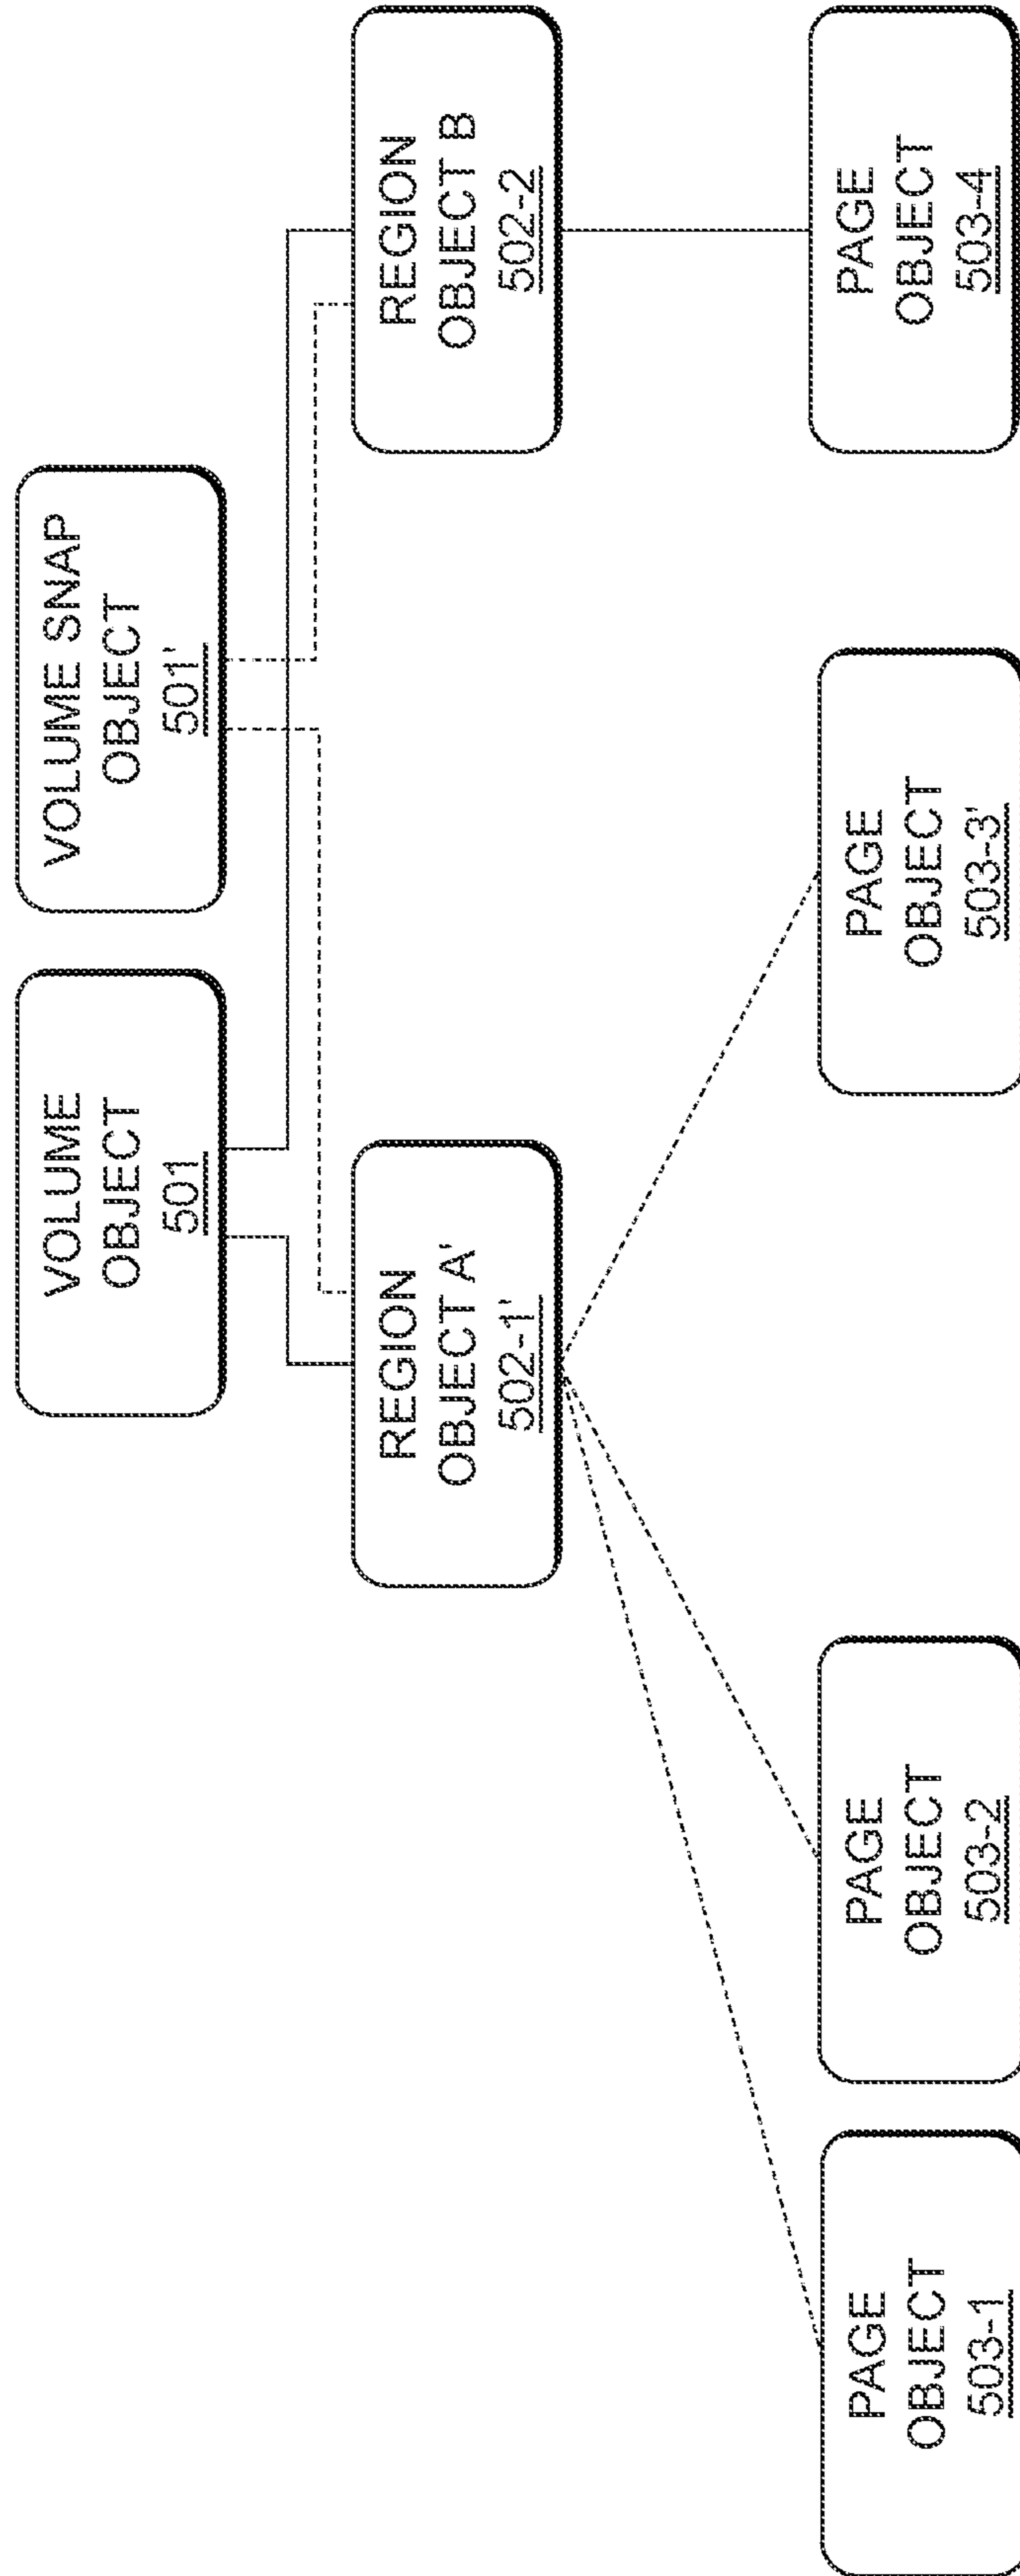 VOLUME
OBJECT
501
VOLUME SNAP
OBJECT
501'
REGION
OBJECT A'
502-1'
REGION
OBJECT B
502-2
PAGE
OBJECT
503-1
PAGE
OBJECT
503-2
PAGE
OBJECT
503-3'
PAGE
OBJECT
503-4